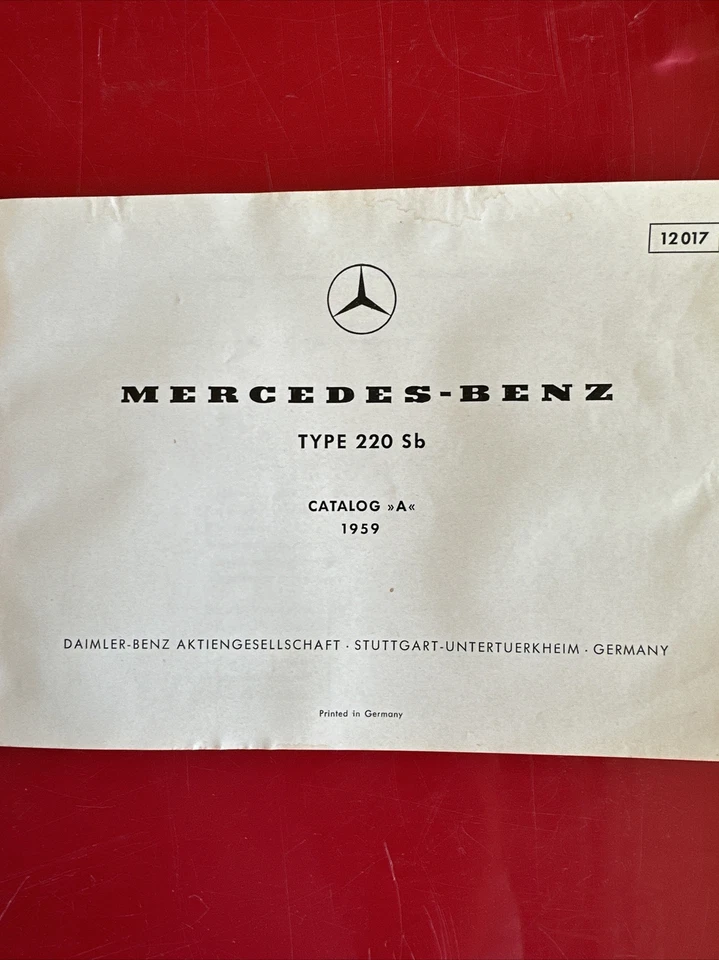 12017
MERCEDES-BENZ
TYPE 220 Sb
CATALOG »A«
1959
DAIMLER-BENZ AKTIENGESELLSCHAFT · STUTTGART-UNTERTUERKHEIM · GERMANY
Printed in Germany